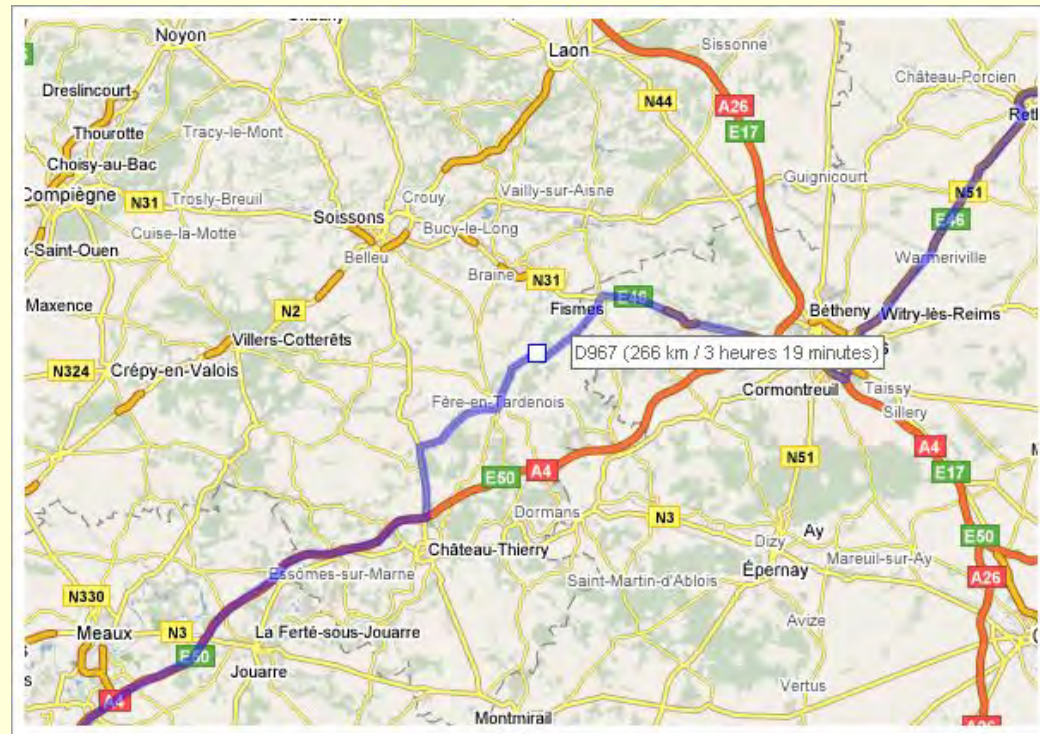 Noyon
Laon
Sissonne
Château-Porcien
Dreslincourt
N44
A26
Thourotte
Tracy-le-Mont
E17
Choisy-au-Bac
Guignicourt
Compiègne
N31
Trosly-Breuil
Crouy
Vailly-sur-Aisne
N51
Soissons
E46
Cuise-la-Motte
Bucy-le-Long
x-Saint-Ouen
Belleu
Warmeriville
Braine
N31
Maxence
N2
Fismes
E46
Bétheny
Witry-lès-Reims
Villers-Cotterêts
D967 (266 km / 3 heures 19 minutes)
N324
Crépy-en-Valois
Cormontreuil
Taissy
Fère-en-Tardenois
Sillery
A4
N51
E50
A4
E17
Dormans
N3
Ay
E50
Château-Thierry
Dizy
Mareuil-sur-Ay
Essômes-sur-Marne
Épernay
A26
Saint-Martin-d'Ablois
N330
Avize
Meaux
N3
La Ferté-sous-Jouarre
E50
Jouarre
Vertus
A4
Montmirail
A26